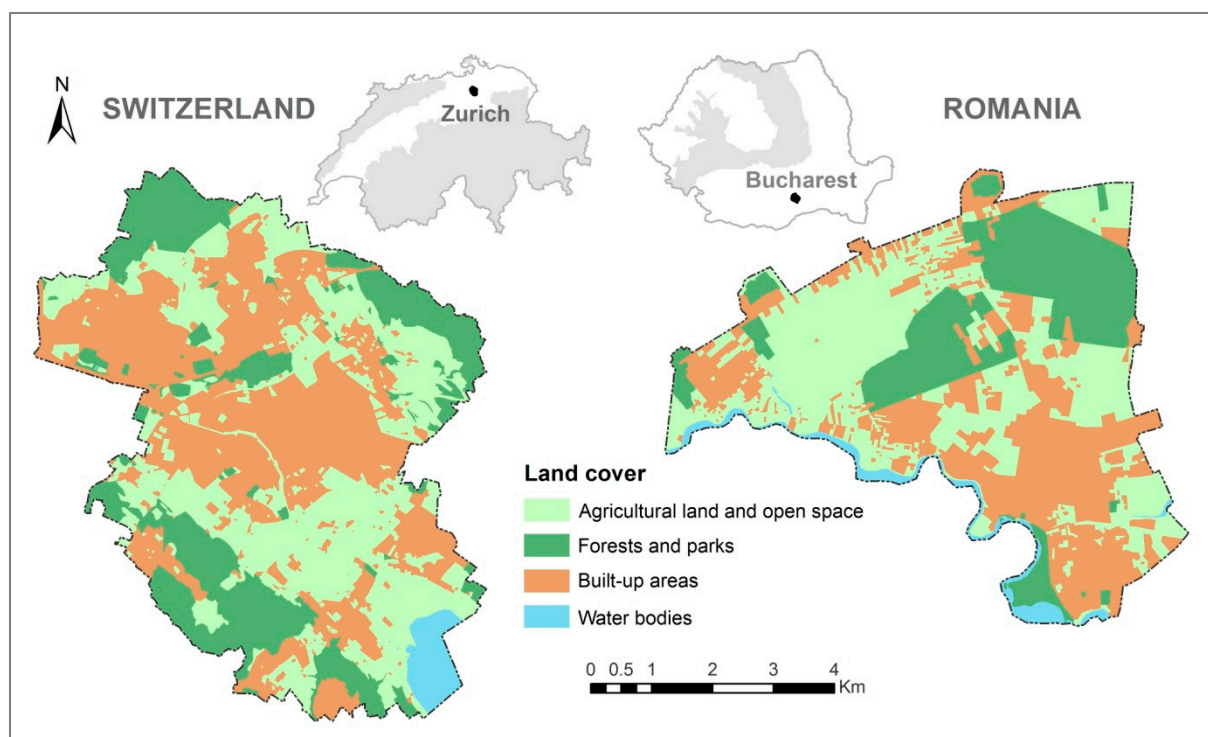 N
SWITZERLAND
Zurich
ROMANIA
Bucharest
Land cover
Agricultural land and open space
Forests and parks
Built-up areas
Water bodies
0 0.5 1 2 3 4
Km